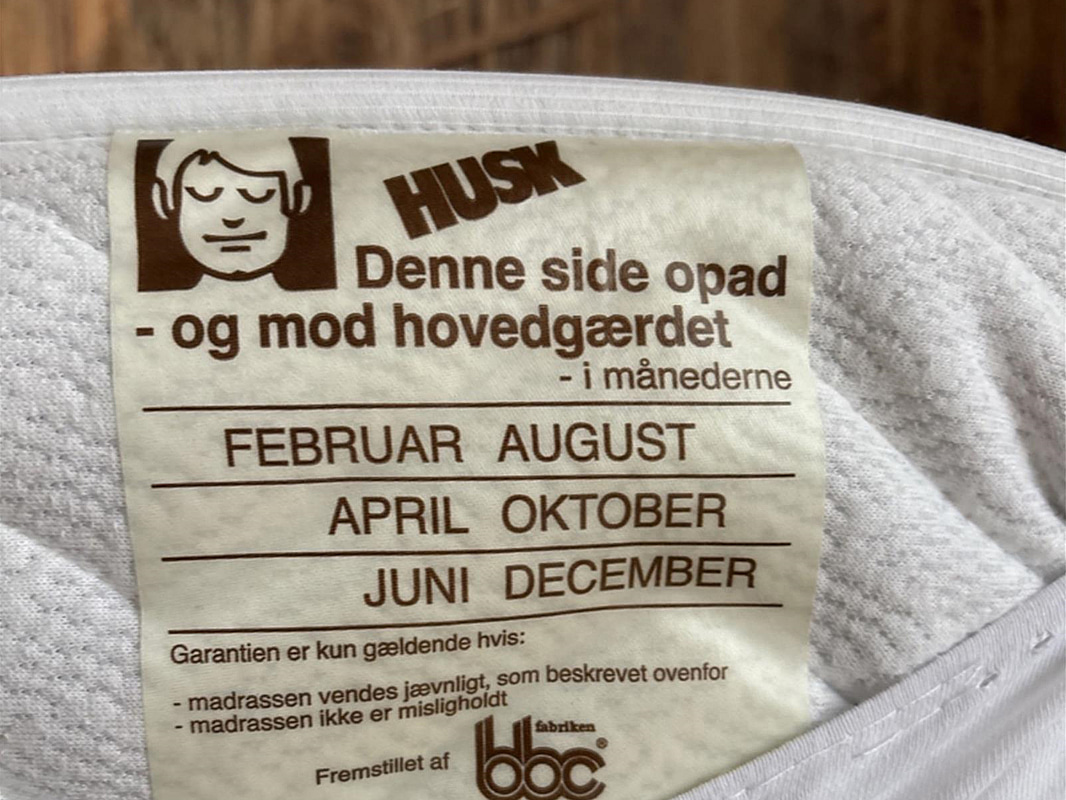 HUSK
Denne side opad
- og mod hovedgærdet
- i månederne
FEBRUAR AUGUST
APRIL OKTOBER
JUNI DECEMBER
Garantien er kun gældende hvis:
- madrassen vendes jævnligt, som beskrevet ovenfor
- madrassen ikke er misligholdt
Fremstillet af bbc fabriken®